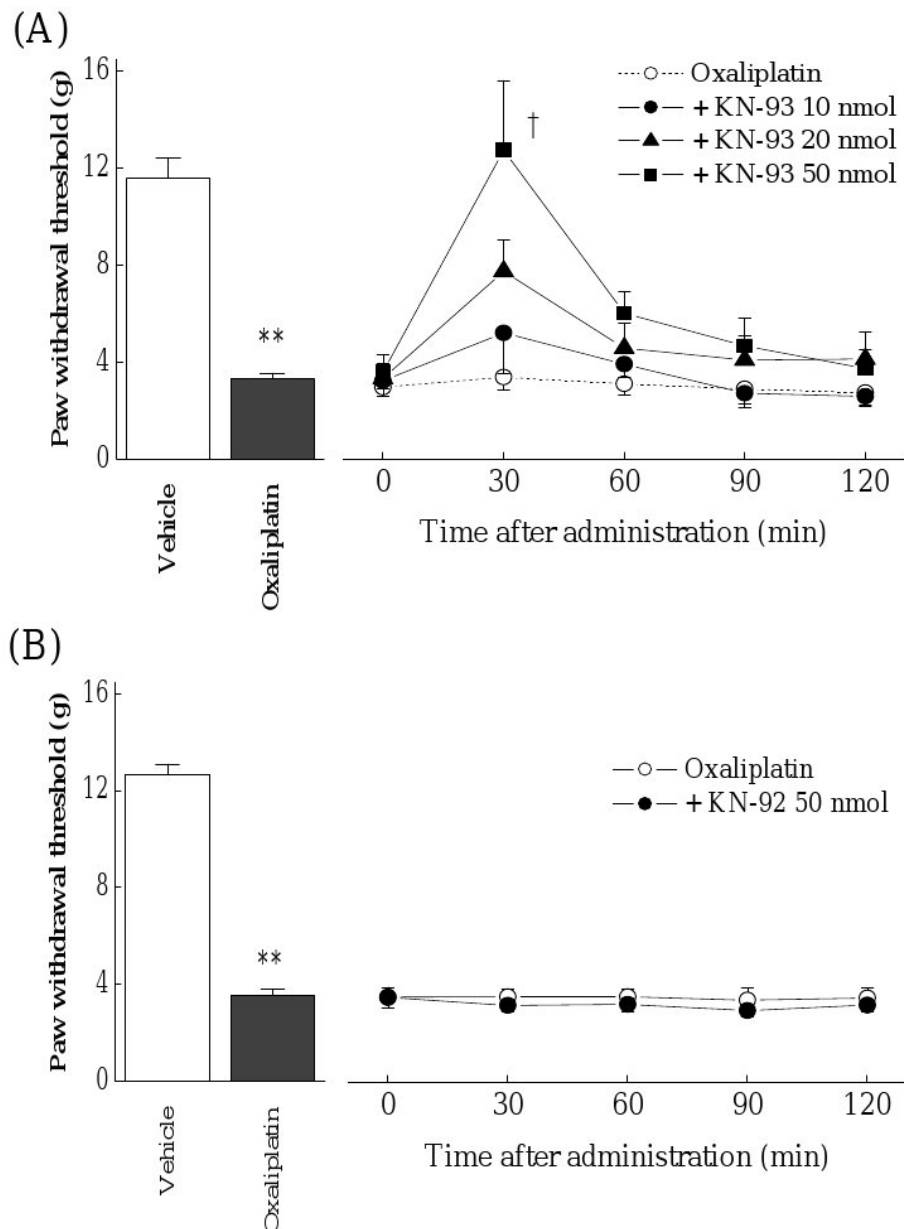 (A)
Paw withdrawal threshold (g)
16
12
8
4
0
Vehicle
Oxaliplatin
**
†
Oxaliplatin
+ KN-93 10 nmol
+ KN-93 20 nmol
+ KN-93 50 nmol
0 30 60 90 120
Time after administration (min)
(B)
Paw withdrawal threshold (g)
16
12
8
4
0
Vehicle
Oxaliplatin
**
Oxaliplatin
+ KN-92 50 nmol
0 30 60 90 120
Time after administration (min)